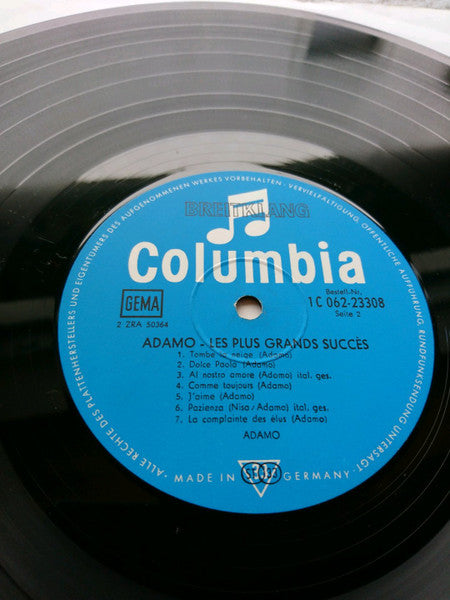 ALLE RECHTE DES PLATTENHERSTELLERS UND EIGENTÜMERS DES AUFGENOMMENEN WERKES VORBEHALTEN · VERVIELFÄLTIGUNG, ÖFFENTLICHE AUFFÜHRUNG, RUNDFUNKSENDUNG UNTERSAGT ·
BREITKLANG
Columbia
GEMA
2 ZRA 50364
Bestell-Nr.
1C 062-23308
Seite 2
ADAMO - LES PLUS GRANDS SUCCÈS
1. Tombe la neige (Adamo)
2. Dolce Paola (Adamo)
3. Al nostro amore (Adamo) ital. ges.
4. Comme toujours (Adamo)
5. J'aime (Adamo)
6. Pazienza (Nisa/Adamo) ital. ges.
7. La complainte des élus (Adamo)
ADAMO
MADE IN GERMANY
33